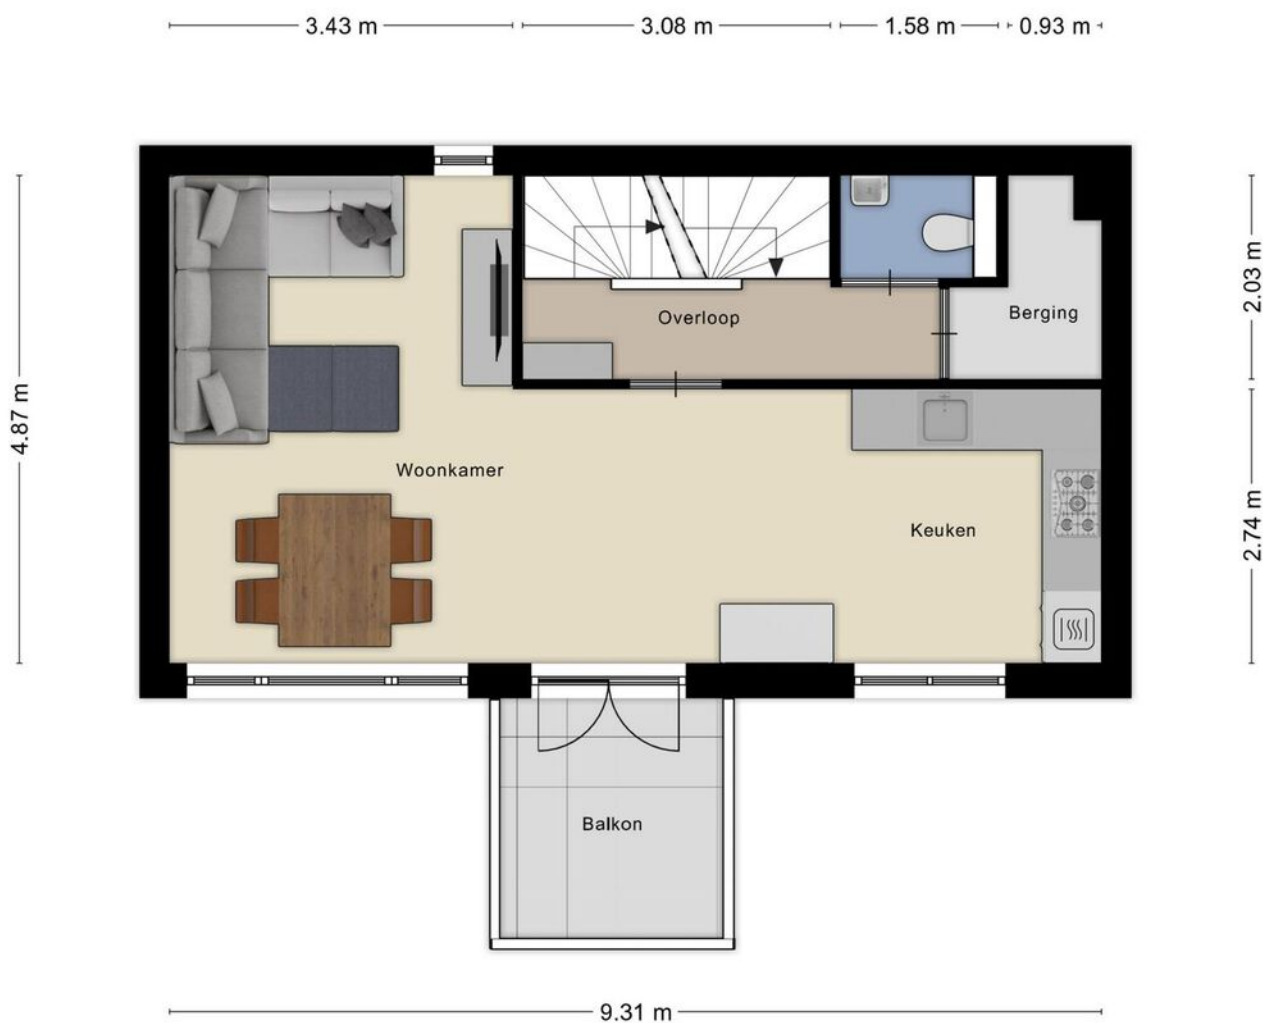 3.43 m
3.08 m
1.58 m
0.93 m
2.03 m
Berging
Overloop
4.87 m
Woonkamer
Keuken
2.74 m
Balkon
9.31 m